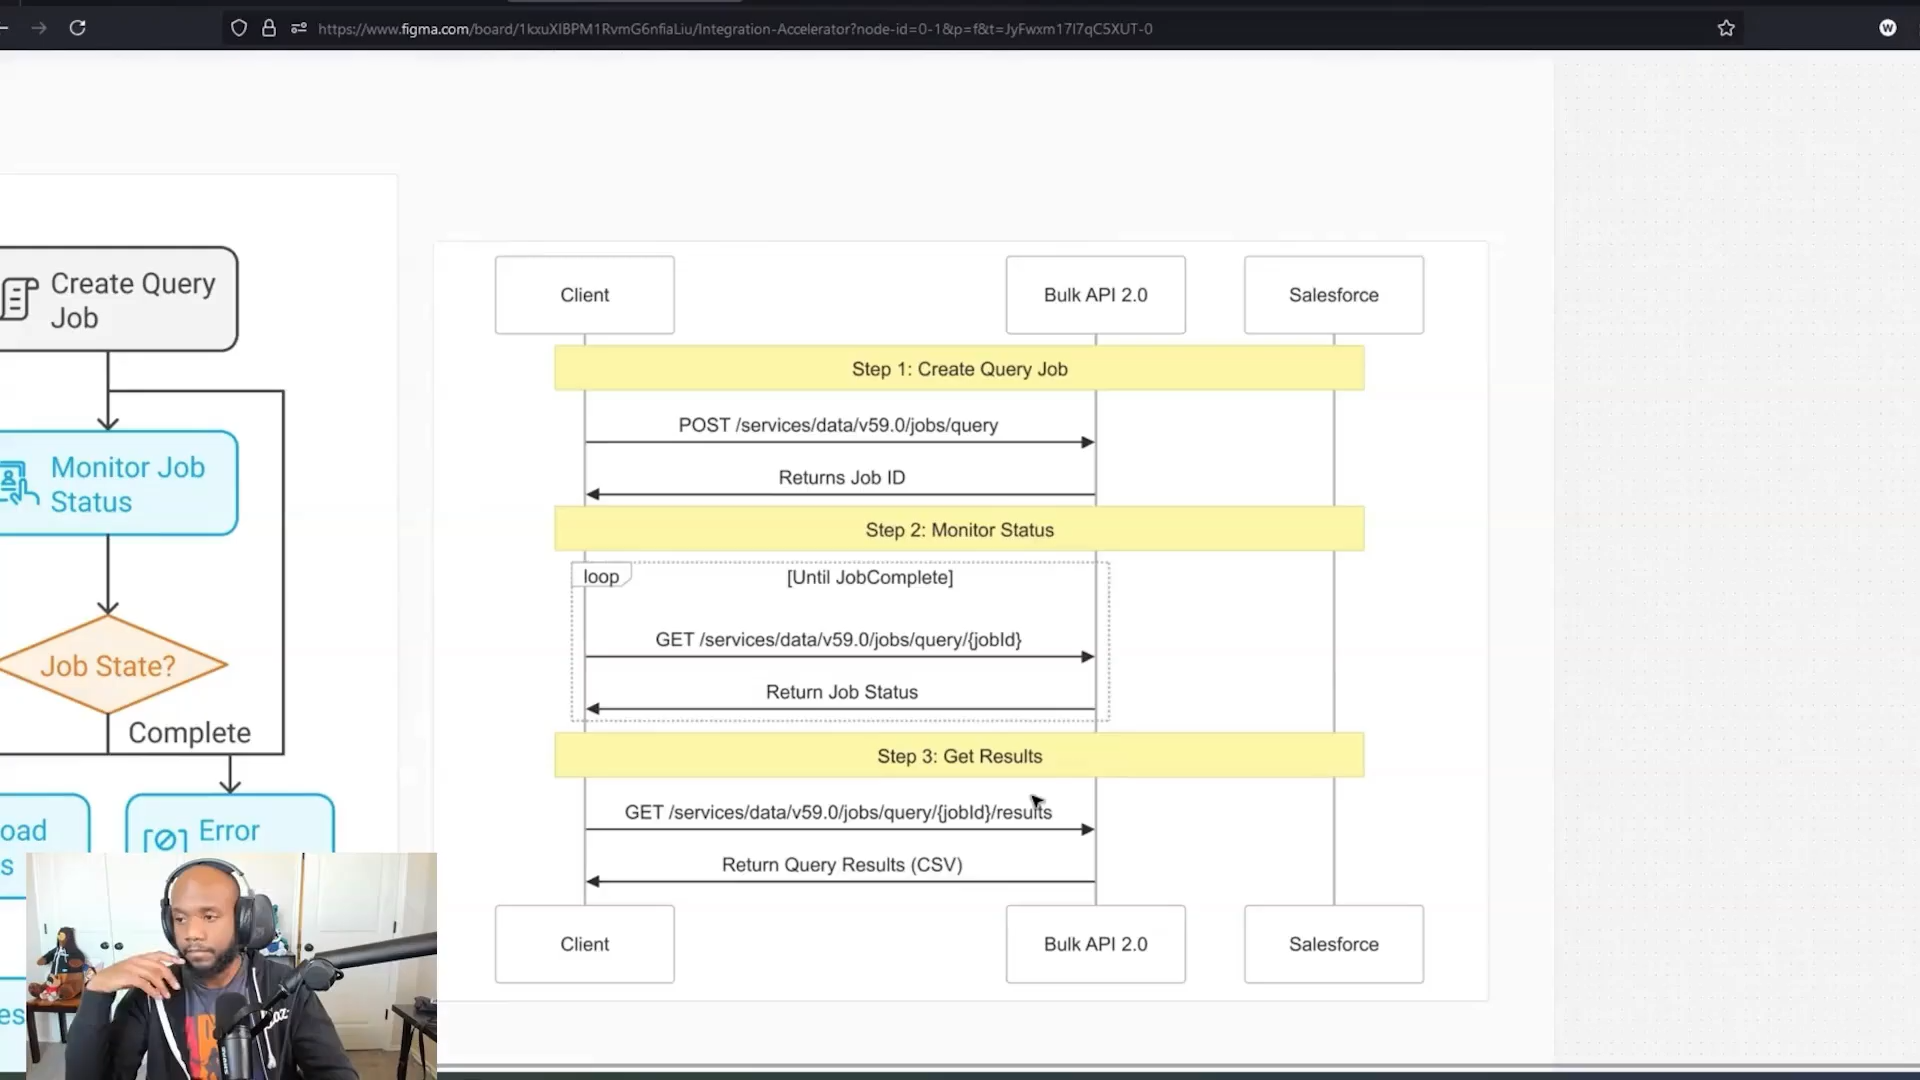 https://www.figma.com/board/1kxuXIBPM1RvmG6nfiaLiu/Integration-Accelerator?node-id=0-1&p=f&t=JyFwxm17I7qC5XUT-0
W
Create Query
Job
Monitor Job
Status
Job State?
Complete
oad
s
Error
es
Client
Bulk API 2.0
Salesforce
Step 1: Create Query Job
POST /services/data/v59.0/jobs/query
Returns Job ID
Step 2: Monitor Status
loop
[Until JobComplete]
GET /services/data/v59.0/jobs/query/{jobId}
Return Job Status
Step 3: Get Results
GET /services/data/v59.0/jobs/query/{jobId}/results
Return Query Results (CSV)
Client
Bulk API 2.0
Salesforce